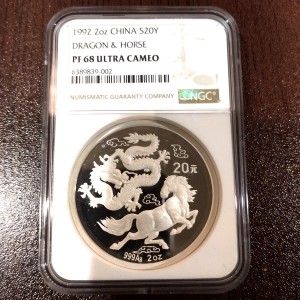 1992 2oz CHINA S20Y
DRAGON & HORSE
PF 68 ULTRA CAMEO
6389839-002
NUMISMATIC GUARANTY COMPANY
NGC
20元
999Ag 2oz